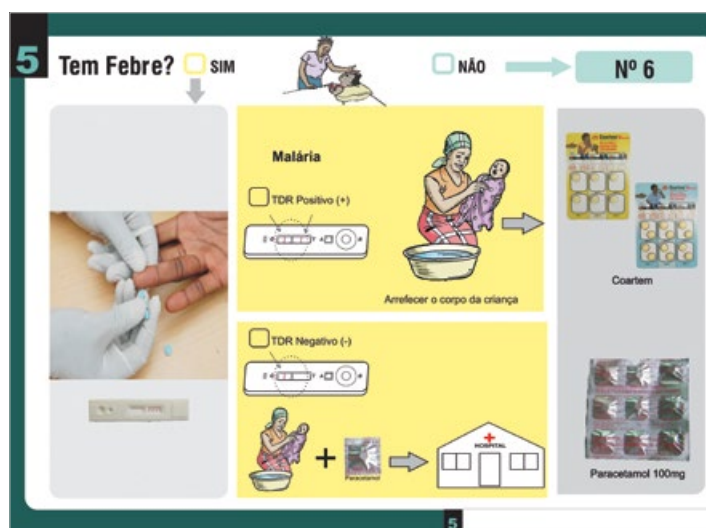 5
Tem Febre?
SIM
NÃO
Nº 6
Malária
TDR Positivo (+)
Arrefecer o corpo da criança
Coartem
TDR Negativo (-)
Paracetamol
HOSPITAL
Paracetamol 100mg
5